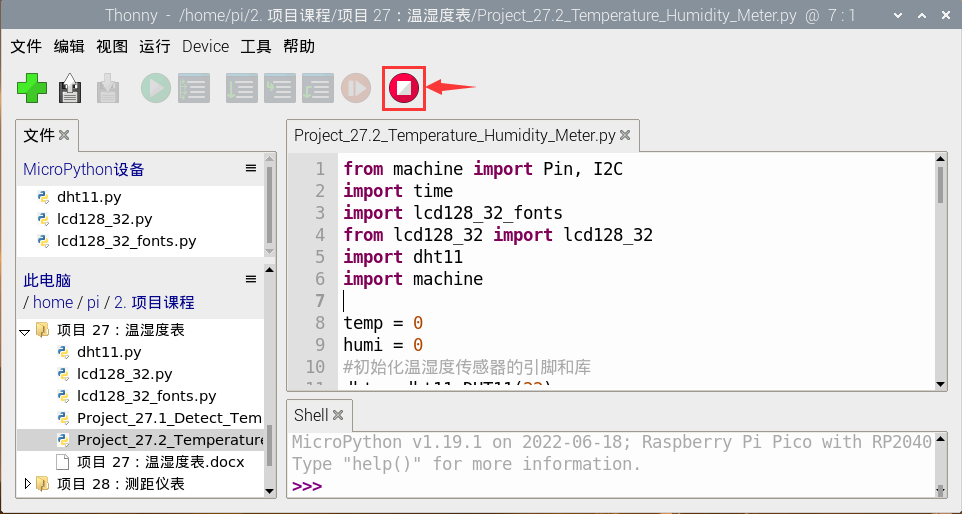 Thonny - /home/pi/2. 项目课程/项目 27：温湿度表/Project_27.2_Temperature_Humidity_Meter.py @ 7 : 1
文件 编辑 视图 运行 Device 工具 帮助
文件
MicroPython设备
dht11.py
lcd128_32.py
lcd128_32_fonts.py
此电脑
/ home / pi / 2. 项目课程
项目 27：温湿度表
dht11.py
lcd128_32.py
lcd128_32_fonts.py
Project_27.1_Detect_Tem
Project_27.2_Temperature
项目 27：温湿度表.docx
项目 28：测距仪表
Project_27.2_Temperature_Humidity_Meter.py
1 from machine import Pin, I2C
2 import time
3 import lcd128_32_fonts
4 from lcd128_32 import lcd128_32
5 import dht11
6 import machine
7
8 temp = 0
9 humi = 0
10 #初始化温湿度传感器的引脚和库
Shell
MicroPython v1.19.1 on 2022-06-18; Raspberry Pi Pico with RP2040
Type "help()" for more information.
>>>